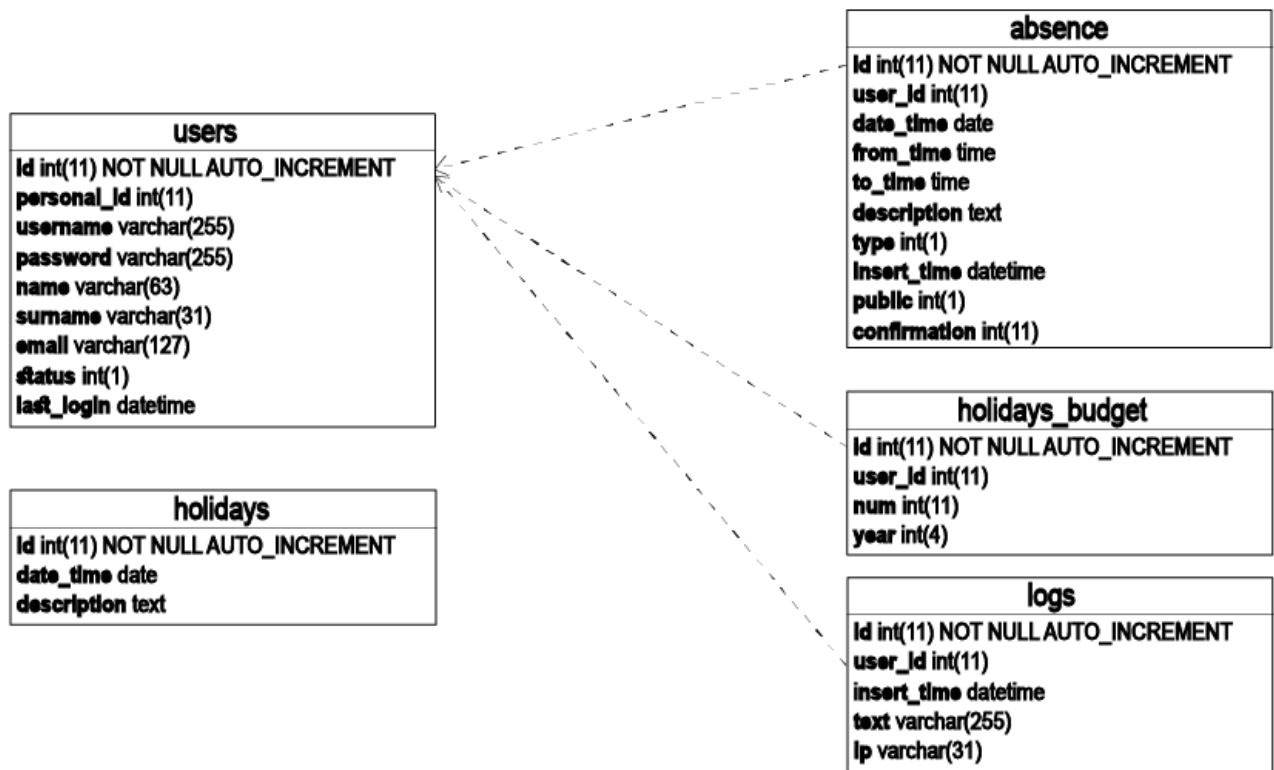 users
id int(11) NOT NULL AUTO_INCREMENT
personal_id int(11)
username varchar(255)
password varchar(255)
name varchar(63)
surname varchar(31)
email varchar(127)
status int(1)
last_login datetime
holidays
id int(11) NOT NULL AUTO_INCREMENT
date_time date
description text
absence
id int(11) NOT NULL AUTO_INCREMENT
user_id int(11)
date_time date
from_time time
to_time time
description text
type int(1)
insert_time datetime
public int(1)
confirmation int(11)
holidays_budget
id int(11) NOT NULL AUTO_INCREMENT
user_id int(11)
num int(11)
year int(4)
logs
id int(11) NOT NULL AUTO_INCREMENT
user_id int(11)
insert_time datetime
text varchar(255)
ip varchar(31)